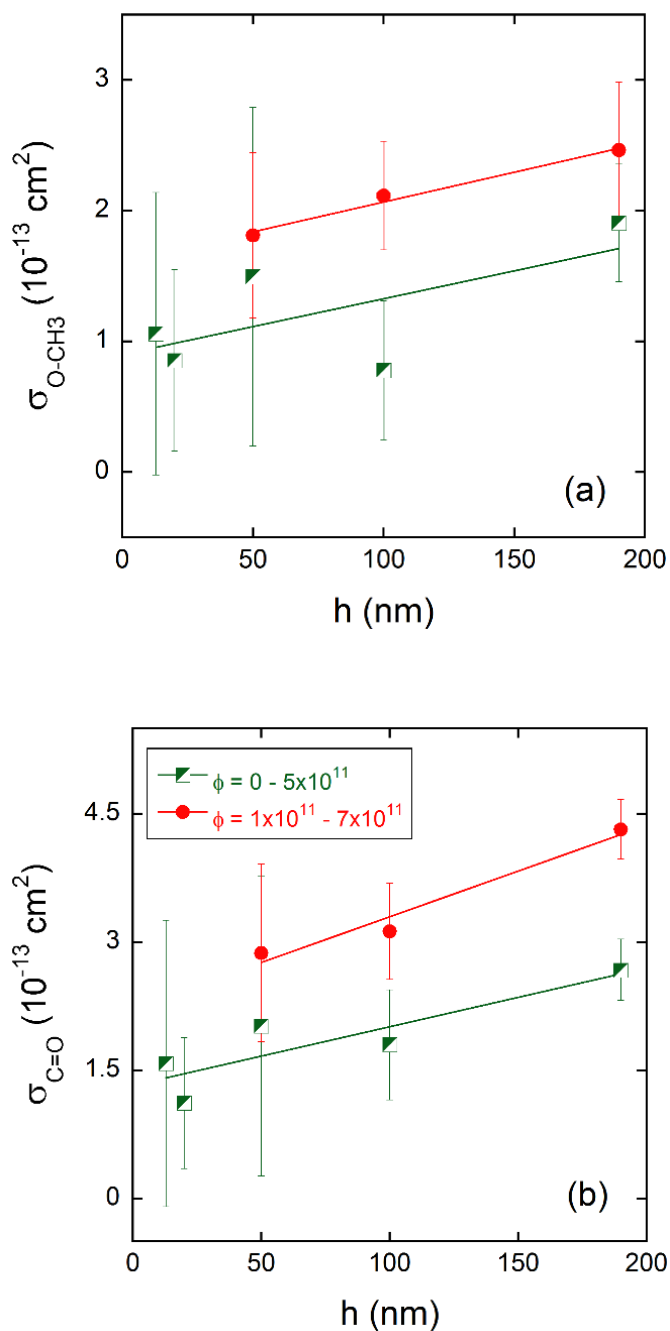 3
2
1
0
σO-CH3 (10⁻¹³ cm²)
(a)
0 50 100 150 200
h (nm)
4.5
3
1.5
0
σC=O (10⁻¹³ cm²)
ϕ = 0 - 5x10¹¹
ϕ = 1x10¹¹ - 7x10¹¹
(b)
0 50 100 150 200
h (nm)